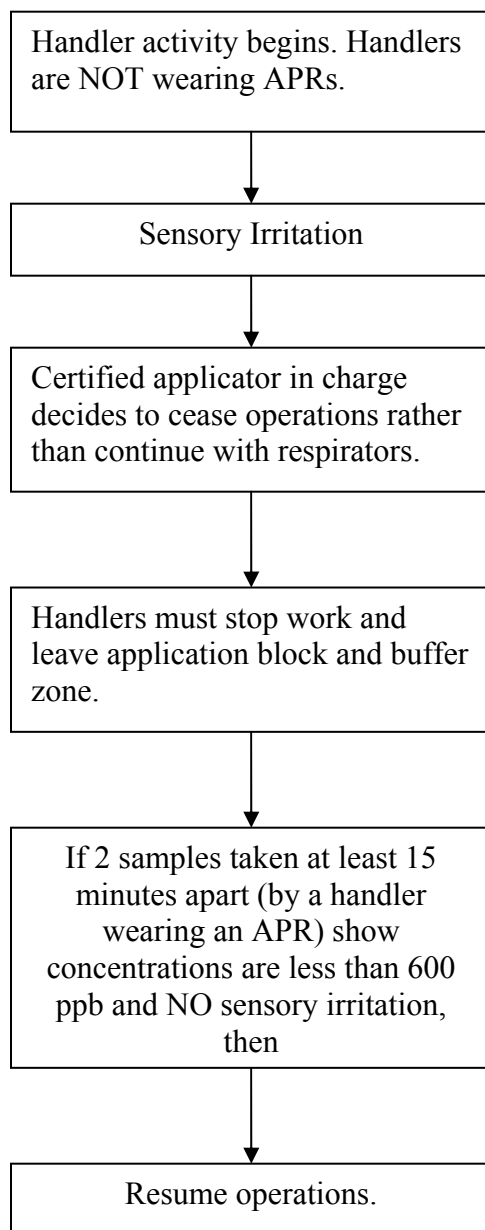 Handler activity begins. Handlers
are NOT wearing APRs.
Sensory Irritation
Certified applicator in charge
decides to cease operations rather
than continue with respirators.
Handlers must stop work and
leave application block and buffer
zone.
If 2 samples taken at least 15
minutes apart (by a handler
wearing an APR) show
concentrations are less than 600
ppb and NO sensory irritation,
then
Resume operations.